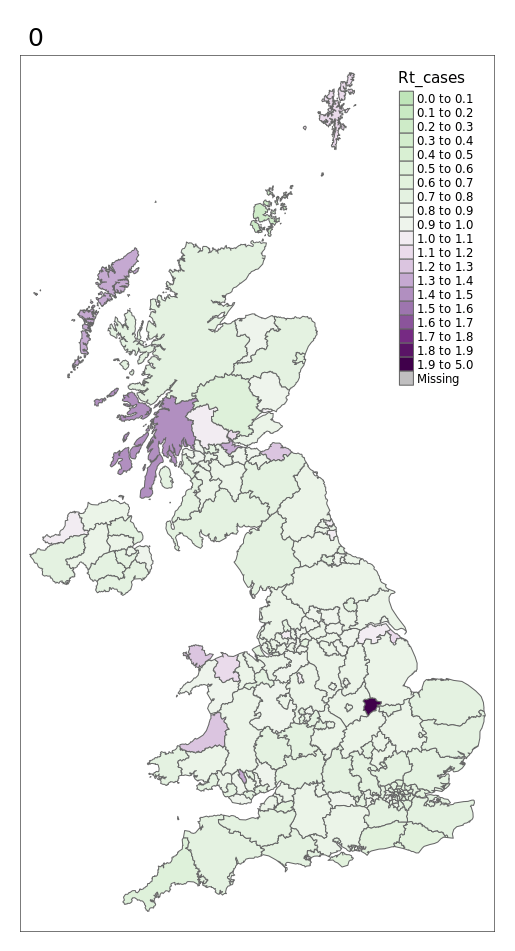 0
Rt_cases
0.0 to 0.1
0.1 to 0.2
0.2 to 0.3
0.3 to 0.4
0.4 to 0.5
0.5 to 0.6
0.6 to 0.7
0.7 to 0.8
0.8 to 0.9
0.9 to 1.0
1.0 to 1.1
1.1 to 1.2
1.2 to 1.3
1.3 to 1.4
1.4 to 1.5
1.5 to 1.6
1.6 to 1.7
1.7 to 1.8
1.8 to 1.9
1.9 to 5.0
Missing